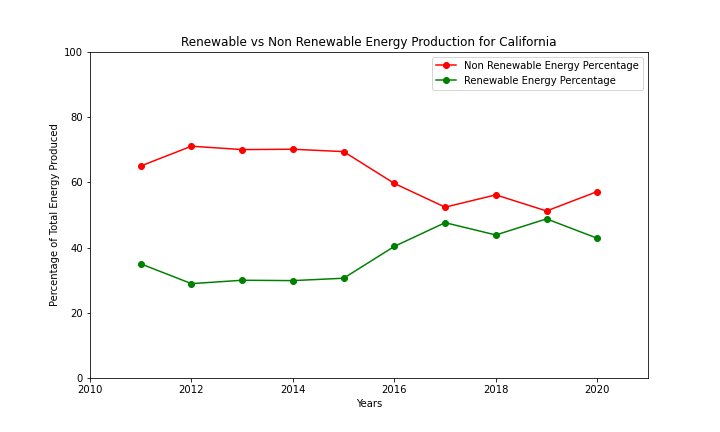 Renewable vs Non Renewable Energy Production for California
Non Renewable Energy Percentage
Renewable Energy Percentage
Percentage of Total Energy Produced
100
80
60
40
20
0
2010
2012
2014
2016
2018
2020
Years